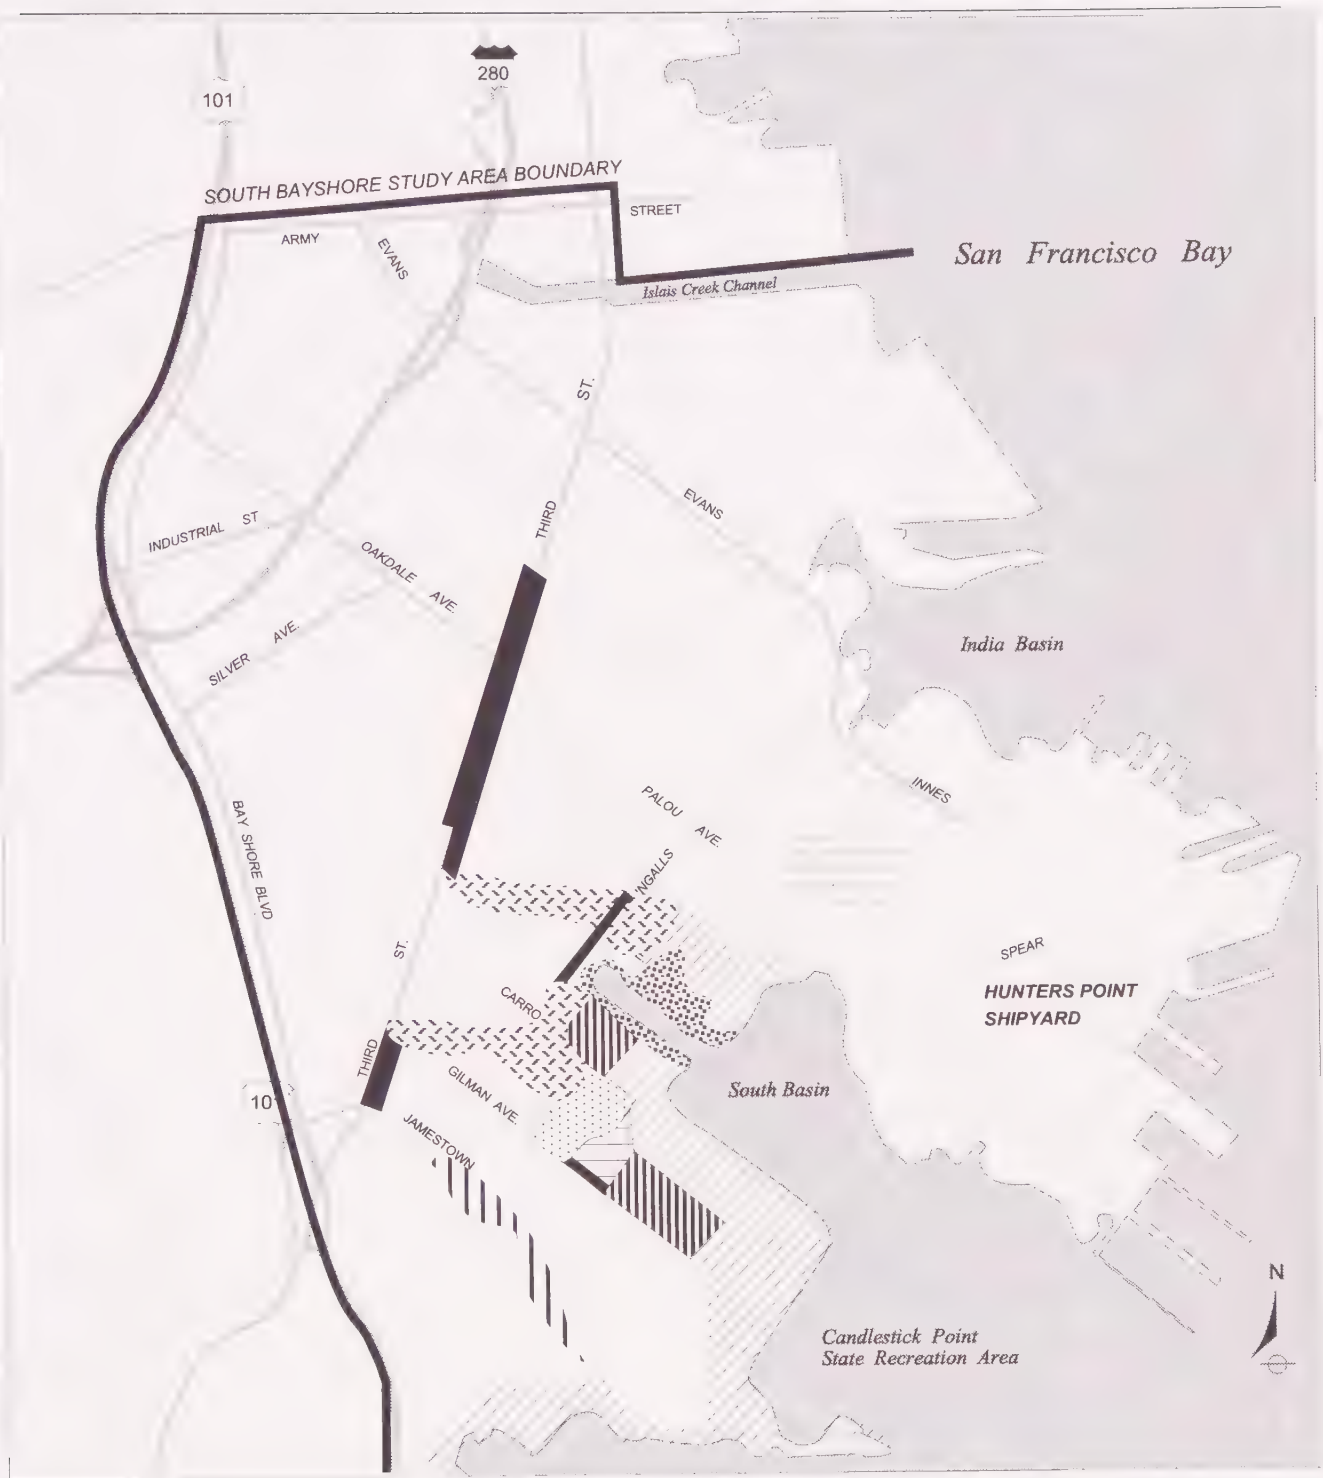 280
101
SOUTH BAYSHORE STUDY AREA BOUNDARY
STREET
ARMY
EVANS
San Francisco Bay
Islais Creek Channel
ST.
EVANS
THIRD
INDUSTRIAL ST
OAKDALE AVE.
SILVER AVE.
India Basin
INNES
PALOU AVE.
BAY SHORE BLVD
INGALLS
SPEAR
ST.
HUNTERS POINT
SHIPYARD
CARRO
THIRD
GILMAN AVE.
South Basin
10
JAMESTOWN
N
Candlestick Point
State Recreation Area